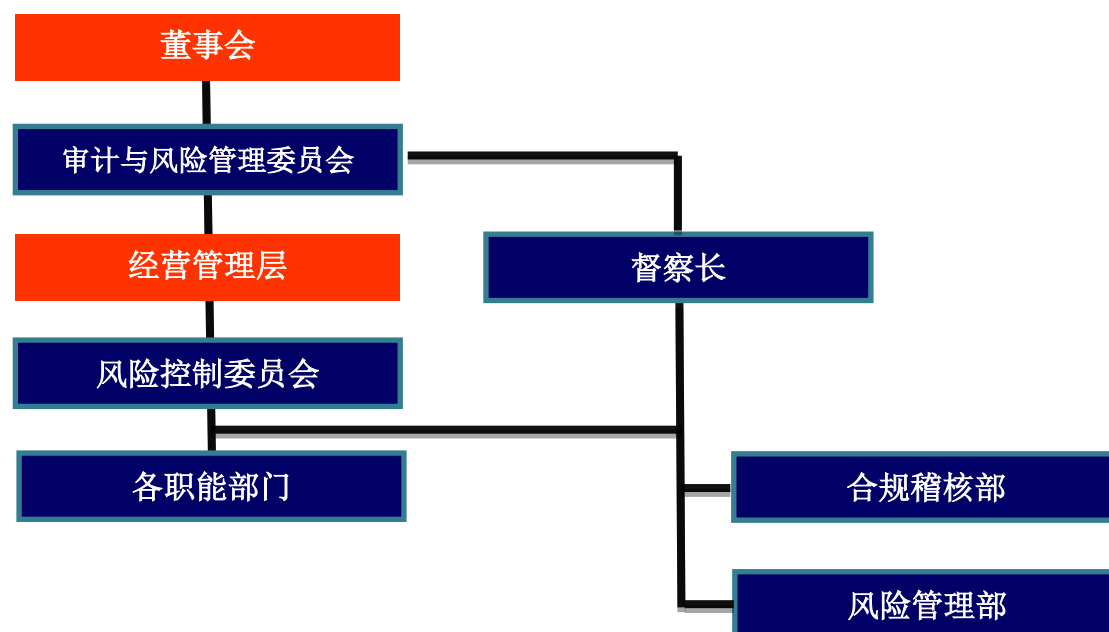 董事会
审计与风险管理委员会
经营管理层
督察长
风险控制委员会
各职能部门
合规稽核部
风险管理部